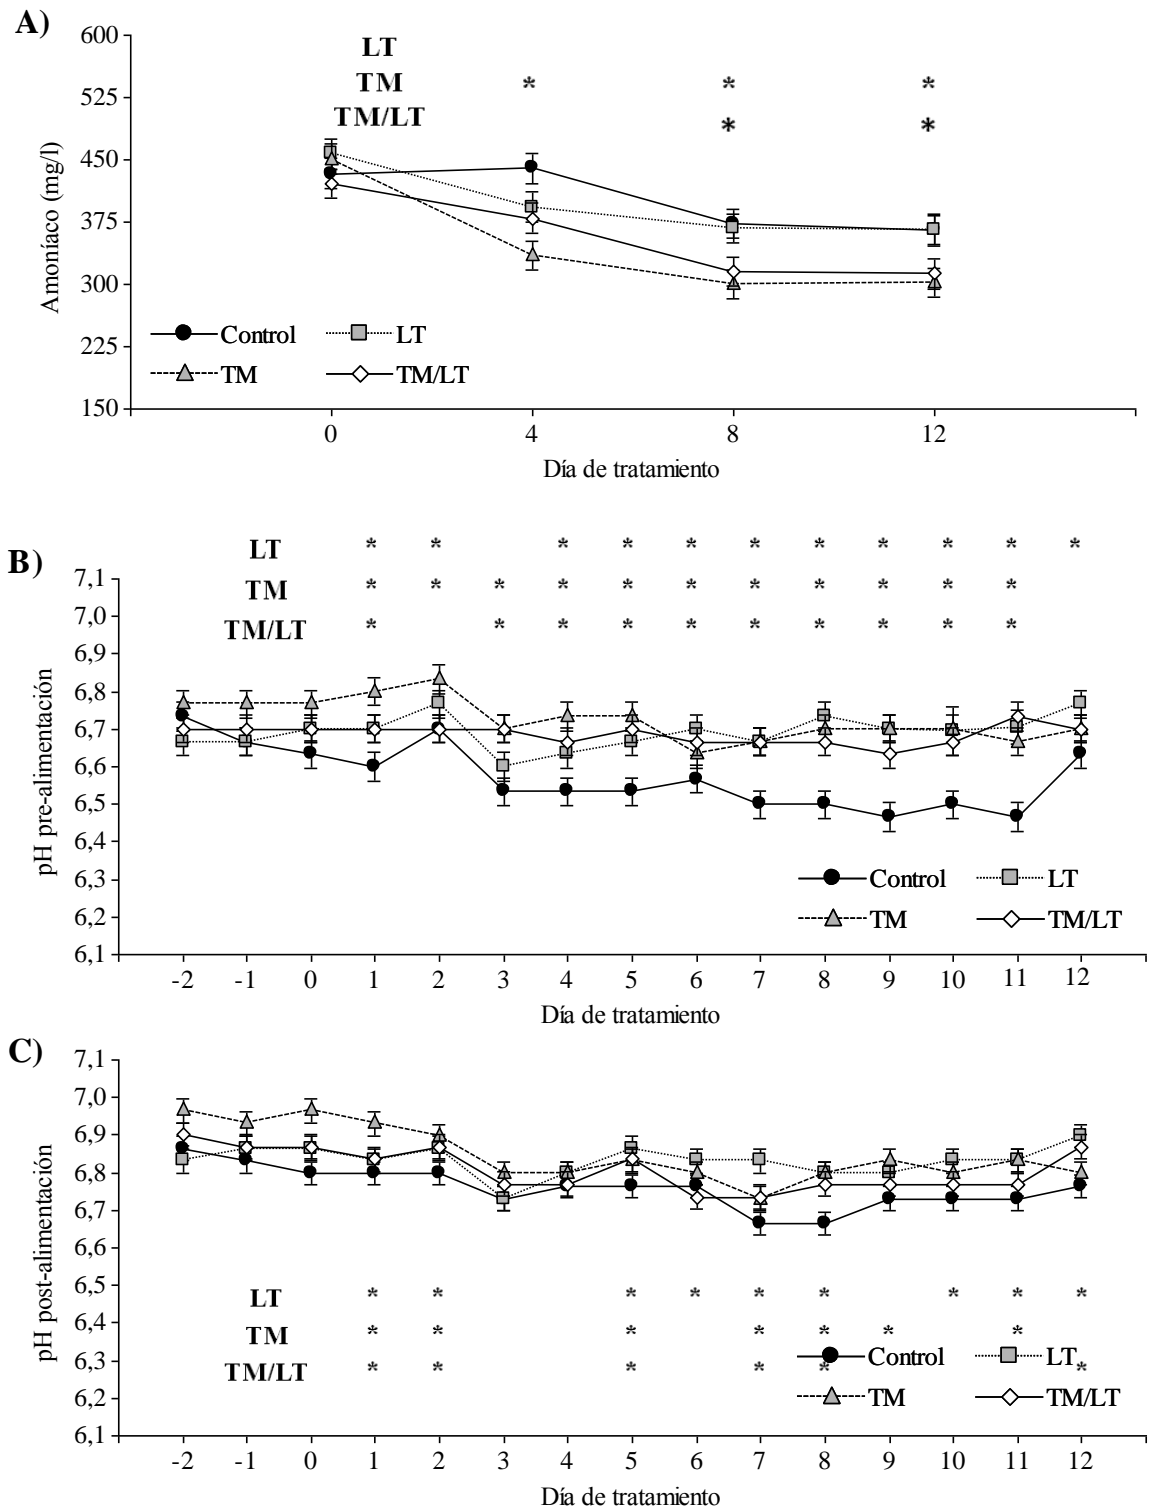 A)
600
525
450
375
300
225
150
Amoníaco (mg/l)
LT
TM * * *
TM/LT * *
Control LT
TM TM/LT
0 4 8 12
Día de tratamiento
B)
LT * * * * * * * * * * *
TM * * * * * * * * * * *
TM/LT * * * * * * * * * *
7,1
7,0
6,9
6,8
6,7
6,6
6,5
6,4
6,3
6,2
6,1
pH pre-alimentación
Control LT
TM TM/LT
-2 -1 0 1 2 3 4 5 6 7 8 9 10 11 12
Día de tratamiento
C)
7,1
7,0
6,9
6,8
6,7
6,6
6,5
6,4
6,3
6,2
6,1
pH post-alimentación
LT * * * * * * * * *
TM * * * * * * *
TM/LT * * * * * *
Control LT
TM TM/LT
-2 -1 0 1 2 3 4 5 6 7 8 9 10 11 12
Día de tratamiento